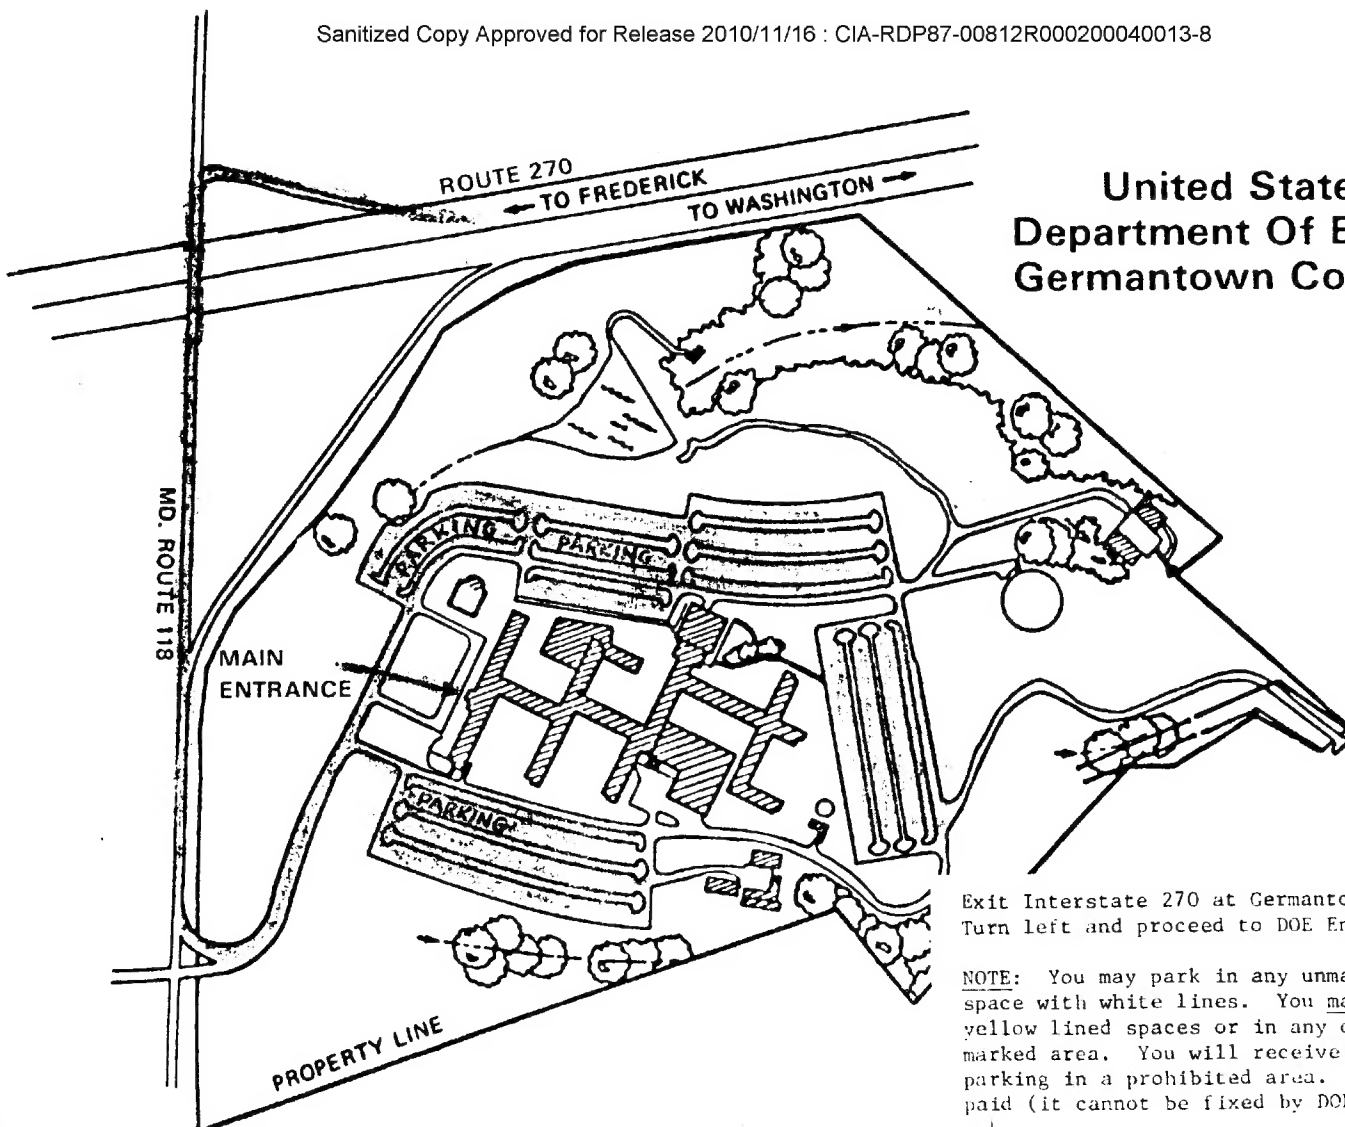 Sanitized Copy Approved for Release 2010/11/16 : CIA-RDP87-00812R000200040013-8
ROUTE 270
← TO FREDERICK
TO WASHINGTON →
United State
Department Of E
Germantown Co
MD. ROUTE 118
PARKING
PARKING
MAIN
ENTRANCE
PARKING
PROPERTY LINE
Exit Interstate 270 at Germanto
Turn left and proceed to DOE En
NOTE: You may park in any unma
space with white lines. You ma
yellow lined spaces or in any
marked area. You will receive
parking in a prohibited area.
paid (it cannot be fixed by DOE